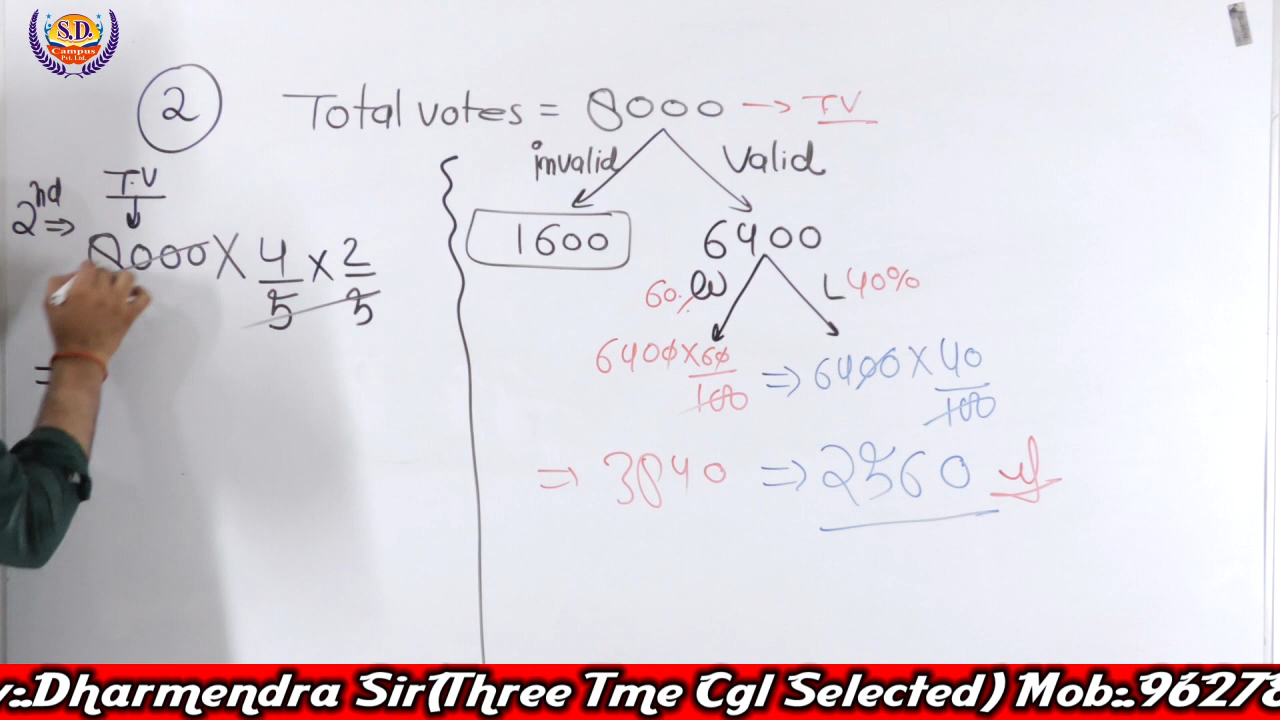 S.D.
Campus
Pvt. Ltd.
2 Total votes = 8000 → TV
invalid Valid
1600 6400
60% W L 40%
6400 × 60/100 ⇒ 6400 × 40/100
⇒ 3840 ⇒ 2560
2nd ⇒ T.V
8000 × 4/5 × 2/5
=
Dharmendra Sir(Three Tme Cgl Selected) Mob:.9627